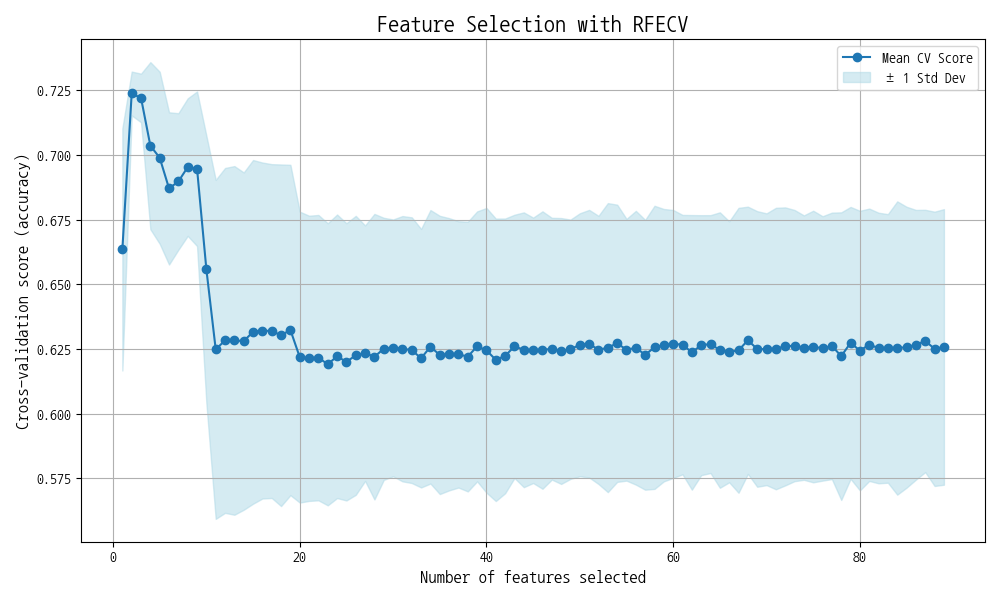 Feature Selection with RFECV
Mean CV Score
± 1 Std Dev
Cross-validation score (accuracy)
0.725
0.700
0.675
0.650
0.625
0.600
0.575
0 20 40 60 80
Number of features selected